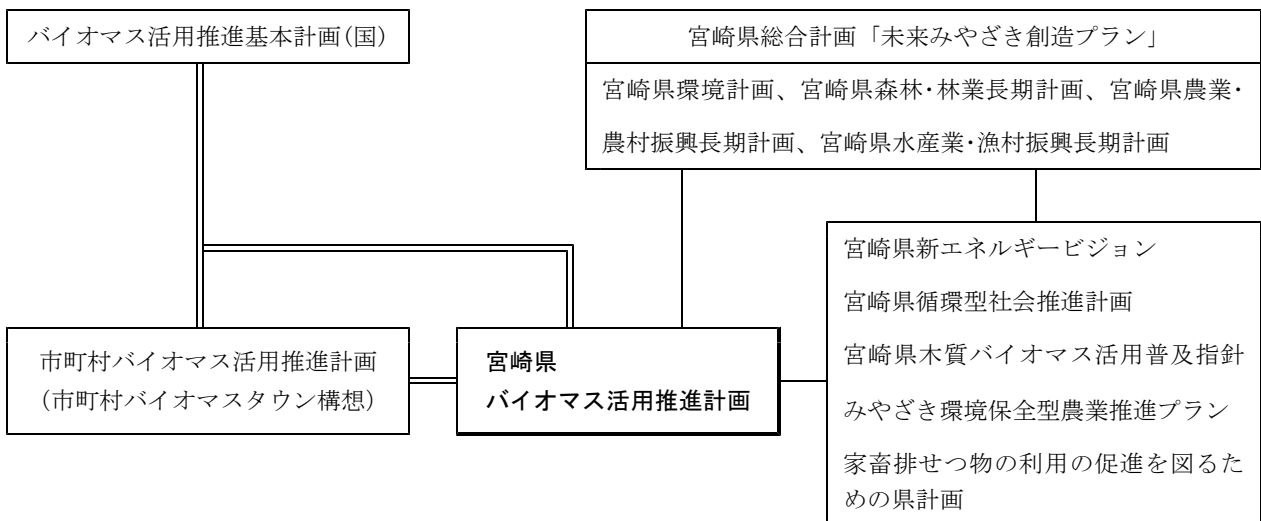 バイオマス活用推進基本計画(国)
宮崎県総合計画「未来みやざき創造プラン」
宮崎県環境計画、宮崎県森林・林業長期計画、宮崎県農業・
農村振興長期計画、宮崎県水産業・漁村振興長期計画
市町村バイオマス活用推進計画
(市町村バイオマスタウン構想)
宮崎県
バイオマス活用推進計画
宮崎県新エネルギービジョン
宮崎県循環型社会推進計画
宮崎県木質バイオマス活用普及指針
みやざき環境保全型農業推進プラン
家畜排せつ物の利用の促進を図るた
めの県計画